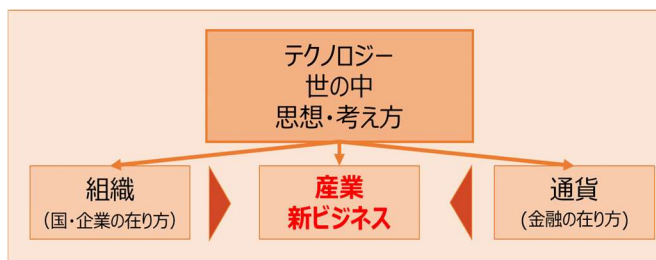 テクノロジー
世の中
思想・考え方
組織
(国・企業の在り方)
産業
新ビジネス
通貨
(金融の在り方)